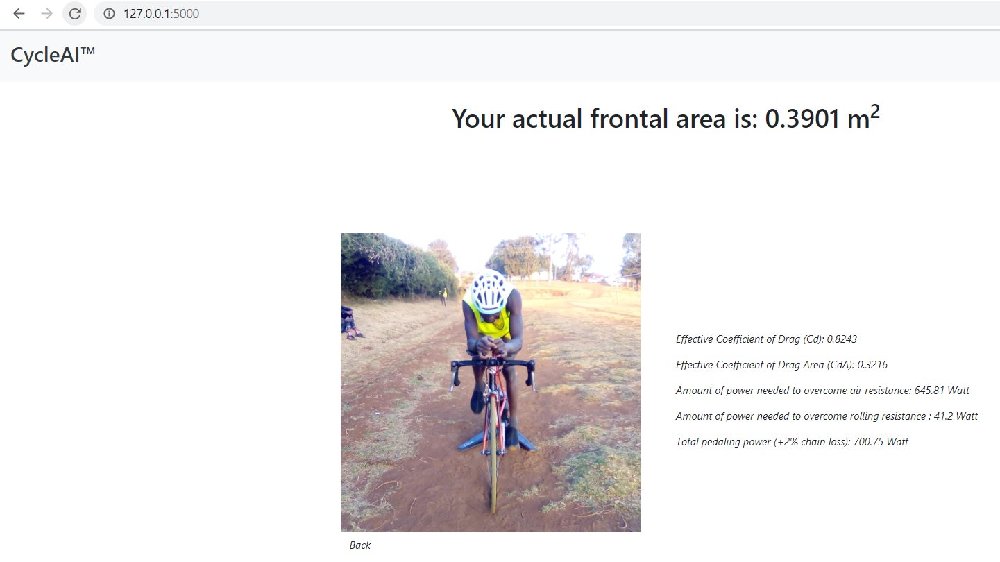 127.0.0.1:5000
CycleAI™
Your actual frontal area is: 0.3901 m²
Effective Coefficient of Drag (Cd): 0.8243
Effective Coefficient of Drag Area (CdA): 0.3216
Amount of power needed to overcome air resistance: 645.81 Watt
Amount of power needed to overcome rolling resistance : 41.2 Watt
Total pedaling power (+2% chain loss): 700.75 Watt
Back